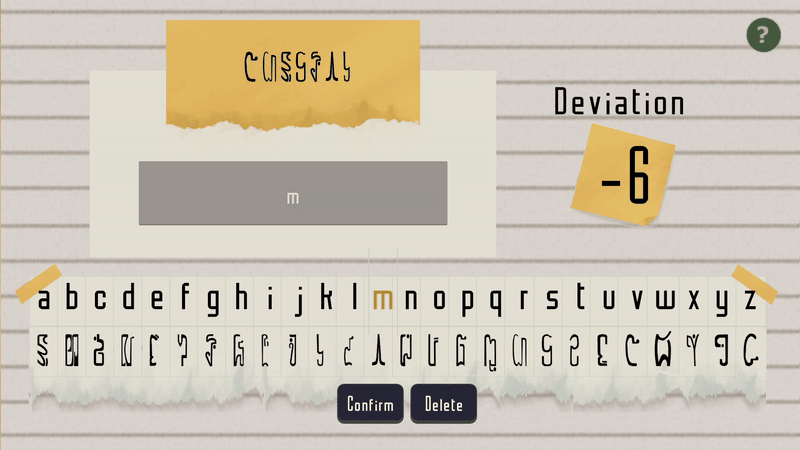 ?
Deviation
-6
m
a b c d e f g h i j k l m n o p q r s t u v w x y z
Confirm Delete